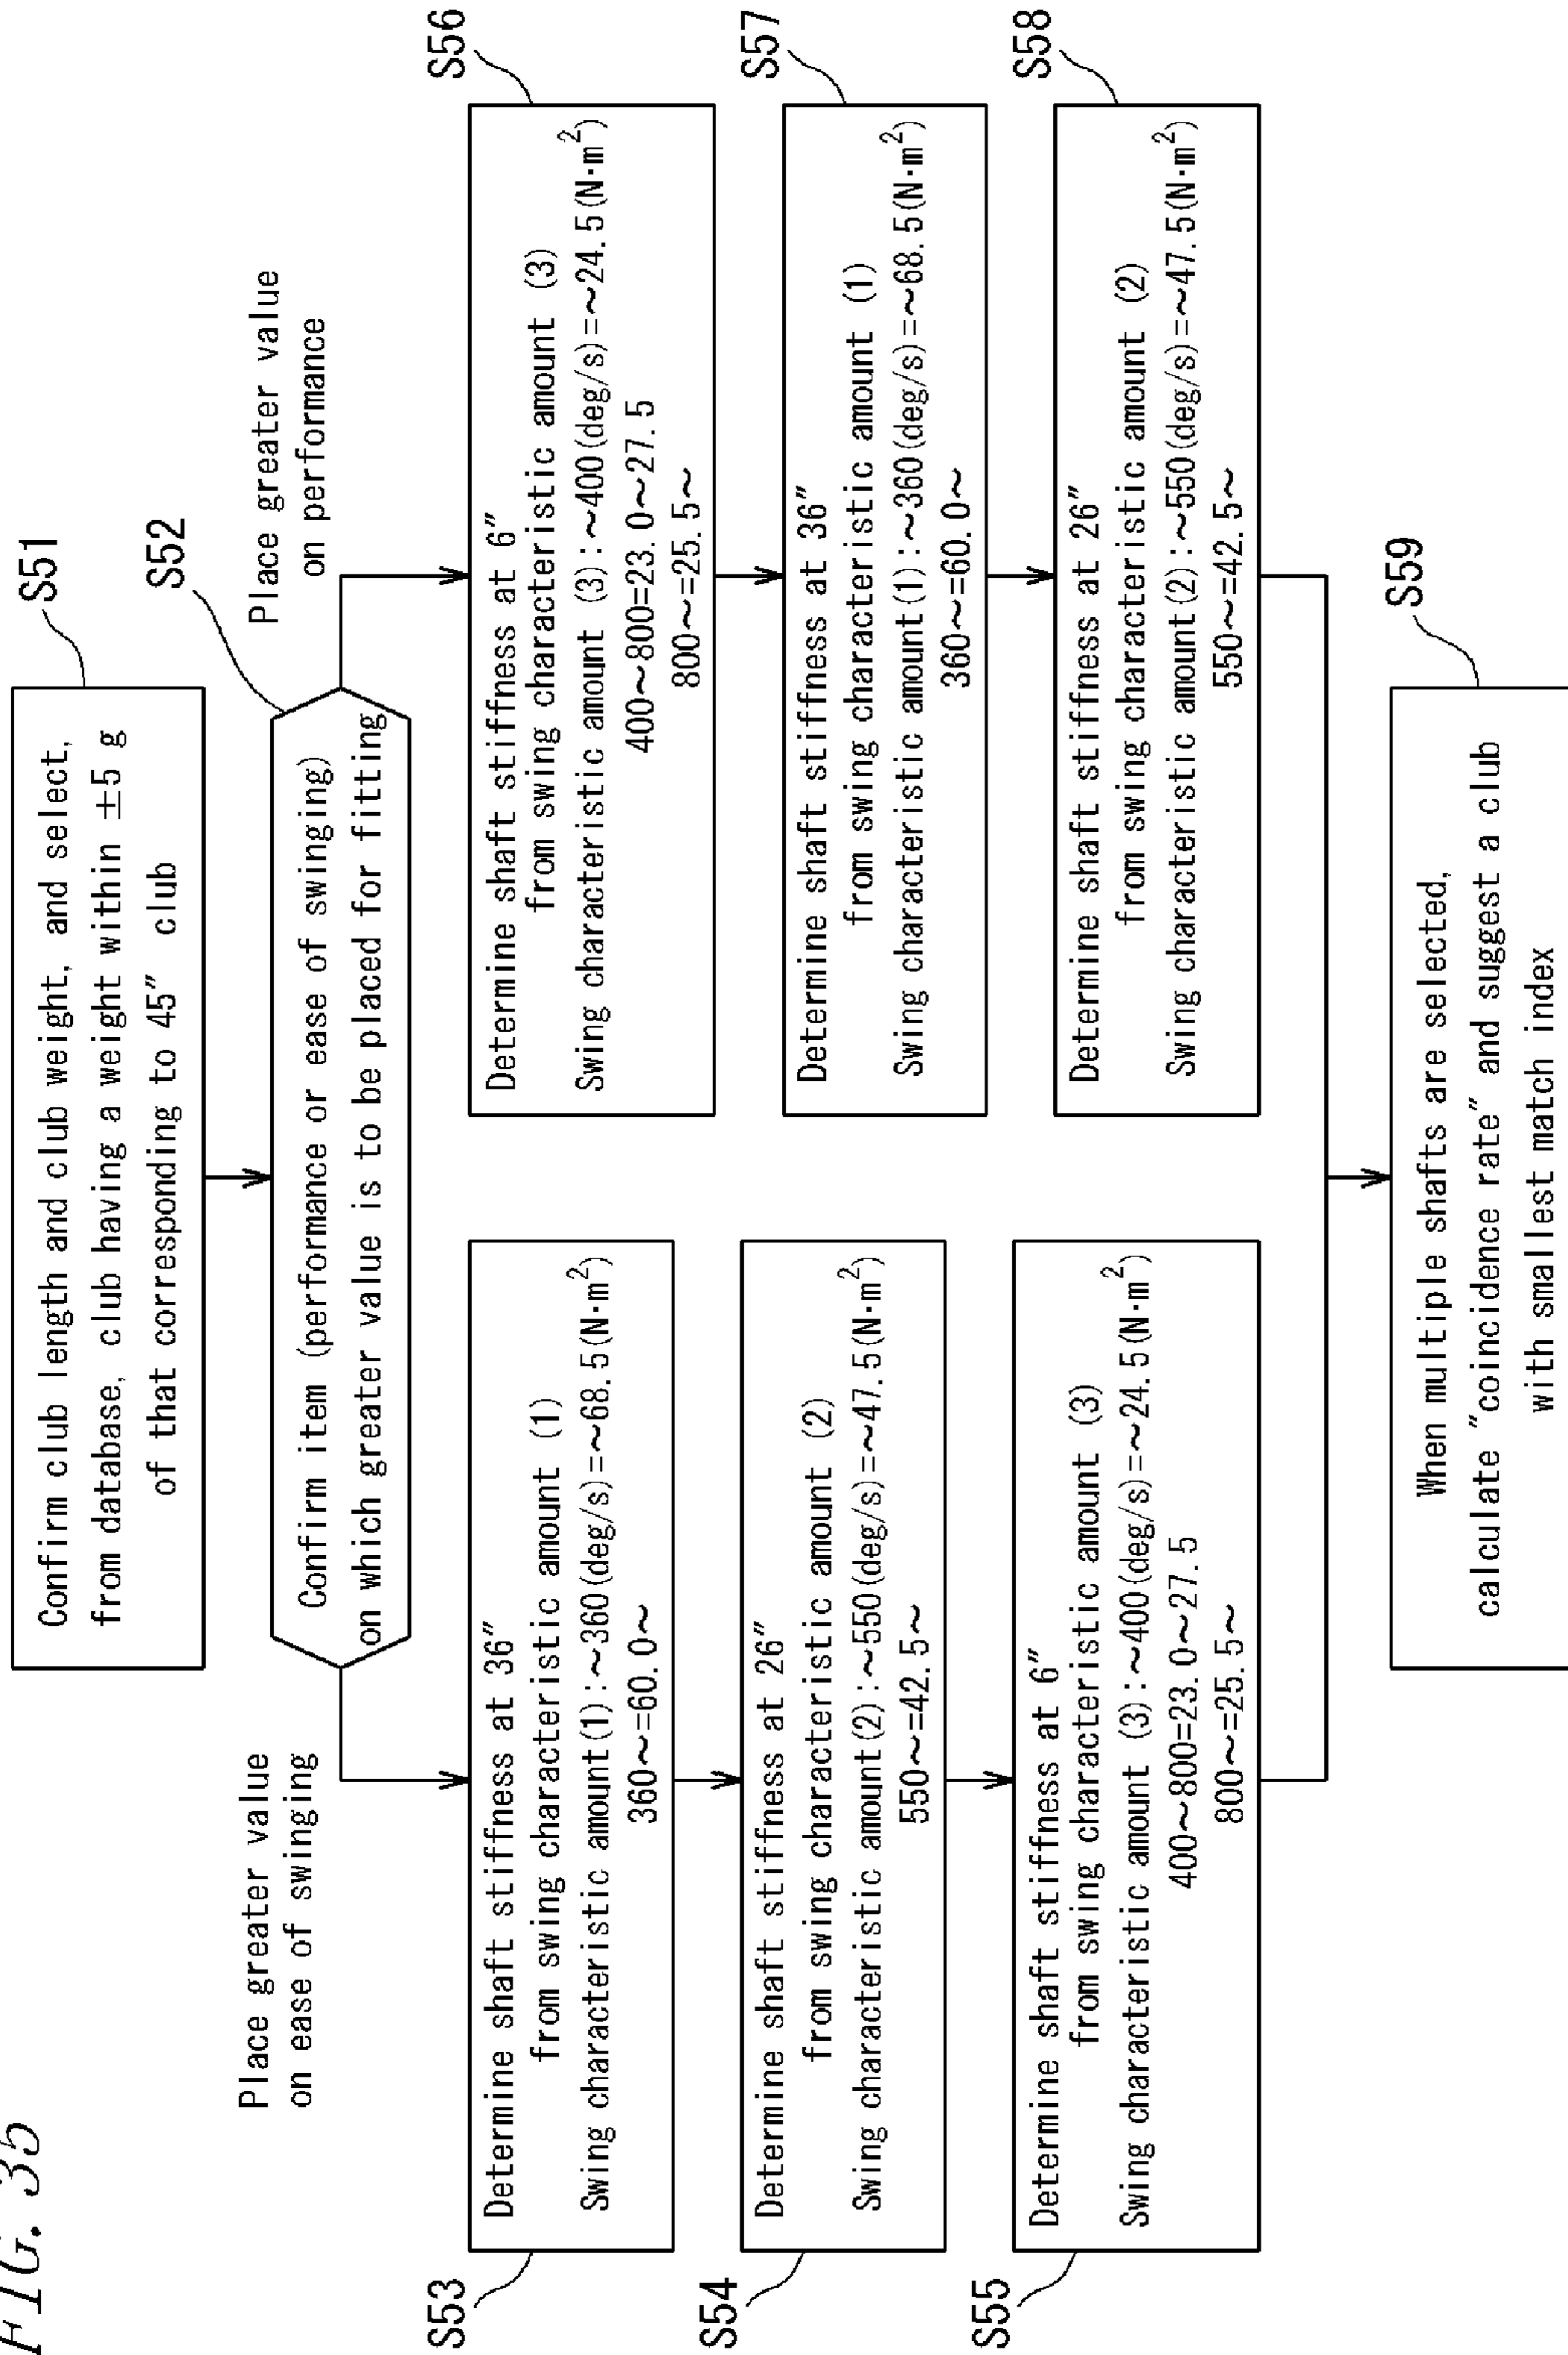 FIG. 35
S51
Confirm club length and club weight, and select,
from database, club having a weight within ±5 g
of that corresponding to 45″ club
S52
Confirm item (performance or ease of swinging)
on which greater value is to be placed for fitting
Place greater value
on ease of swinging
Place greater value
on performance
S53
Determine shaft stiffness at 36″
from swing characteristic amount (1)
Swing characteristic amount(1):~360(deg/s)=~68.5(N·m²)
360~=60.0~
S54
Determine shaft stiffness at 26″
from swing characteristic amount (2)
Swing characteristic amount(2):~550(deg/s)=~47.5(N·m²)
550~=42.5~
S55
Determine shaft stiffness at 6″
from swing characteristic amount (3)
Swing characteristic amount (3):~400(deg/s)=~24.5(N·m²)
400~800=23.0~27.5
800~=25.5~
S56
Determine shaft stiffness at 6″
from swing characteristic amount (3)
Swing characteristic amount (3):~400(deg/s)=~24.5(N·m²)
400~800=23.0~27.5
800~=25.5~
S57
Determine shaft stiffness at 36″
from swing characteristic amount (1)
Swing characteristic amount(1):~360(deg/s)=~68.5(N·m²)
360~=60.0~
S58
Determine shaft stiffness at 26″
from swing characteristic amount (2)
Swing characteristic amount(2):~550(deg/s)=~47.5(N·m²)
550~=42.5~
S59
When multiple shafts are selected,
calculate ″coincidence rate″ and suggest a club
with smallest match index